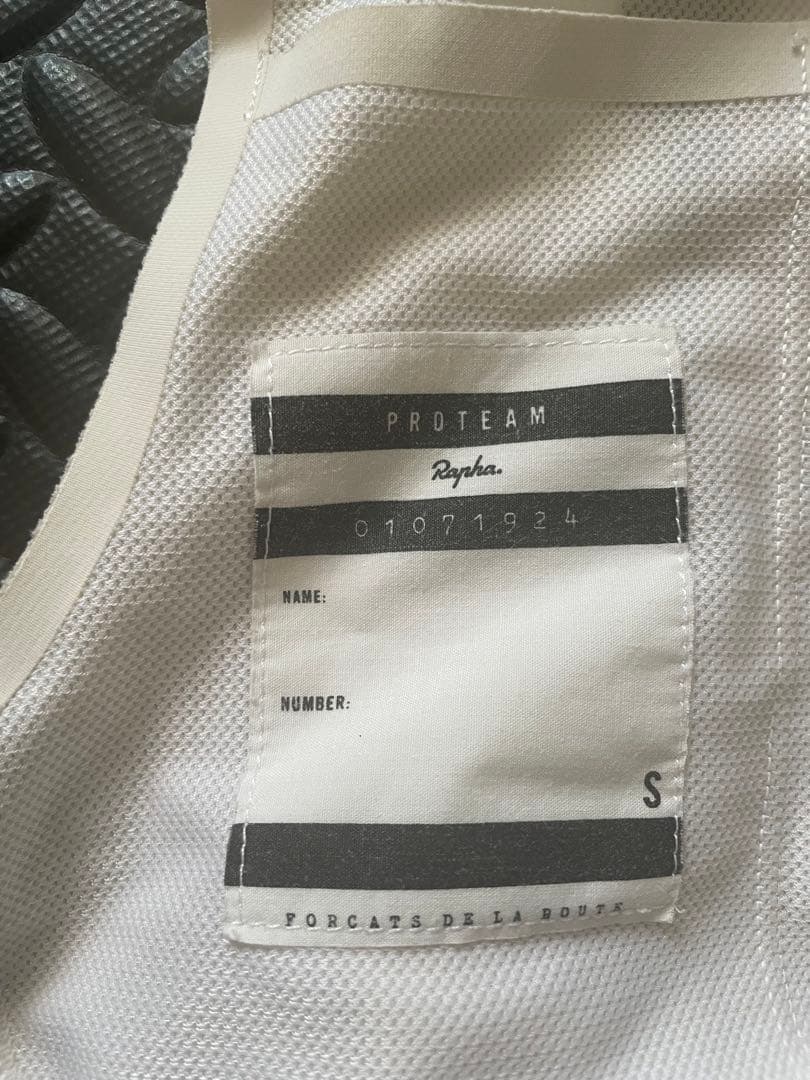 PROTEAM
Rapha.
01071924
NAME:
NUMBER:
S
FORCATS DE LA ROUTE